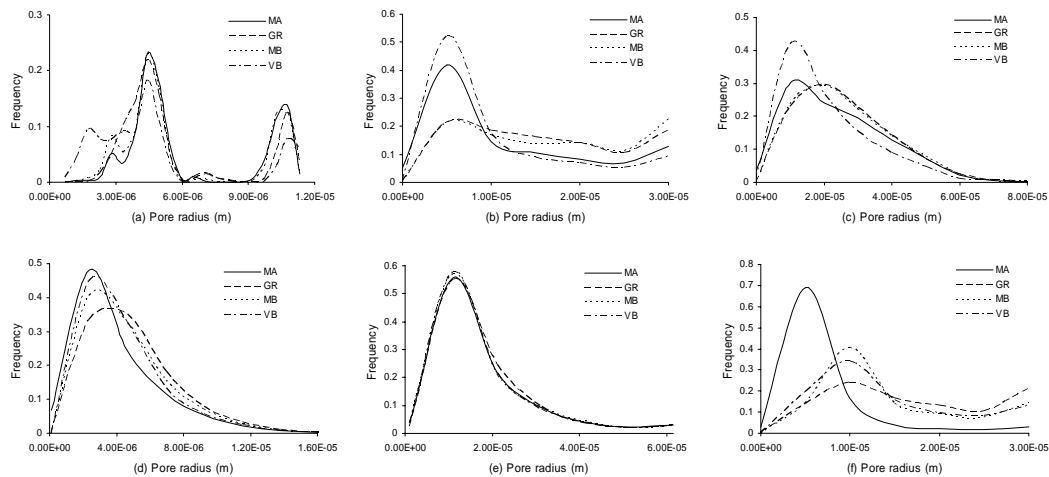 0.3
0.2
0.1
0
Frequency
MA
GR
MB
VB
0.00E+00 3.00E-06 6.00E-06 9.00E-06 1.20E-05
(a) Pore radius (m)
0.6
0.5
0.4
0.3
0.2
0.1
0
Frequency
MA
GR
MB
VB
0.00E+00 1.00E-05 2.00E-05 3.00E-05
(b) Pore radius (m)
0.5
0.4
0.3
0.2
0.1
0
Frequency
MA
GR
MB
VB
0.00E+00 2.00E-05 4.00E-05 6.00E-05 8.00E-05
(c) Pore radius (m)
0.5
0.4
0.3
0.2
0.1
0
Frequency
MA
GR
MB
VB
0.00E+00 4.00E-06 8.00E-06 1.20E-05 1.60E-05
(d) Pore radius (m)
0.6
0.5
0.4
0.3
0.2
0.1
0
Frequency
MA
GR
MB
VB
0.00E+00 2.00E-05 4.00E-05 6.00E-05
(e) Pore radius (m)
0.8
0.7
0.6
0.5
0.4
0.3
0.2
0.1
0
Frequency
MA
GR
MB
VB
0.00E+00 1.00E-05 2.00E-05 3.00E-05
(f) Pore radius (m)